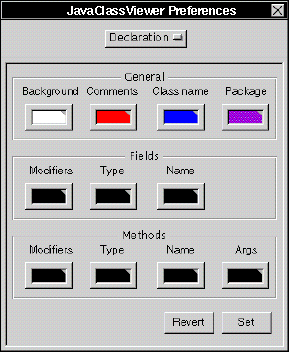 JavaClassViewer Preferences
Declaration
General
Background Comments Class name Package
Fields
Modifiers Type Name
Methods
Modifiers Type Name Args
Revert Set